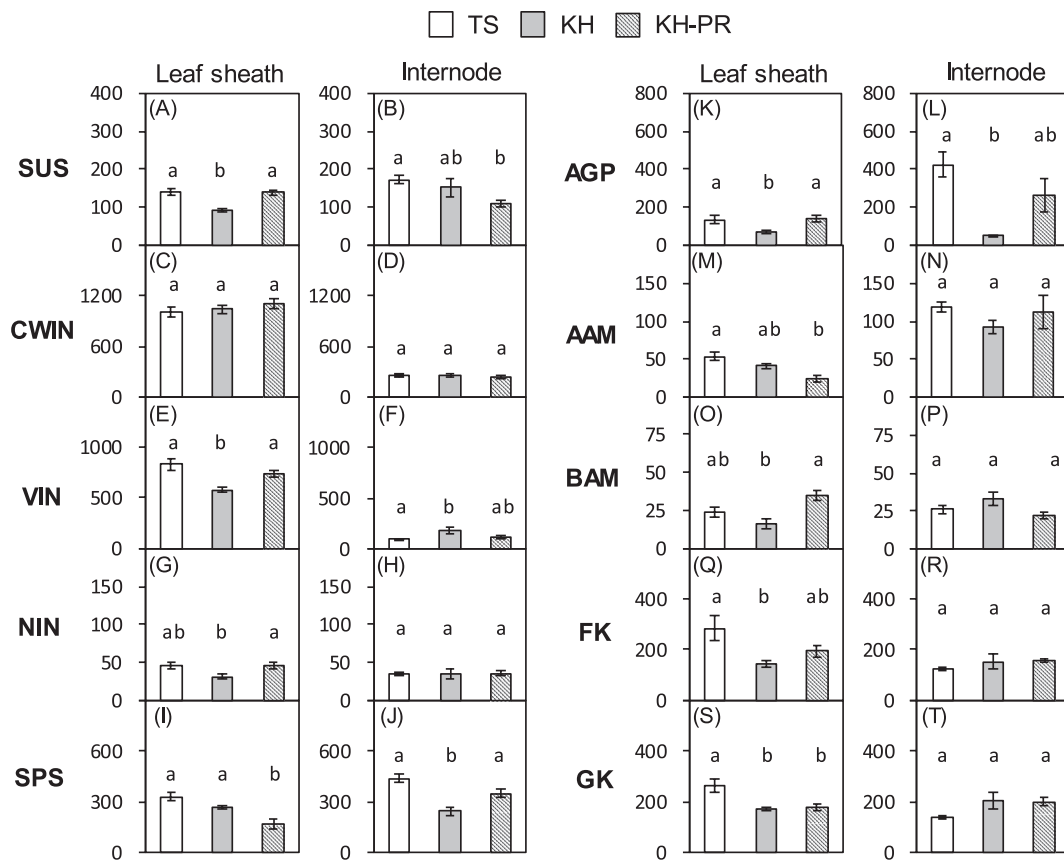 TS KH KH-PR
Leaf sheath Internode Leaf sheath Internode
SUS
(A)
400
300
200
100
0
a b a
(B)
400
300
200
100
0
a ab b
AGP
(K)
800
600
400
200
0
a b a
(L)
800
600
400
200
0
a b ab
CWIN
(C)
1200
600
0
a a a
(D)
1200
600
0
a a a
AAM
(M)
150
100
50
0
a ab b
(N)
150
100
50
0
a a a
VIN
(E)
1000
500
0
a b a
(F)
1000
500
0
a b ab
BAM
(O)
75
50
25
0
ab b a
(P)
75
50
25
0
a a a
NIN
(G)
150
100
50
0
ab b a
(H)
150
100
50
0
a a a
FK
(Q)
400
200
0
a b ab
(R)
400
200
0
a a a
SPS
(I)
600
300
0
a a b
(J)
600
300
0
a b a
GK
(S)
400
200
0
a b b
(T)
400
200
0
a a a